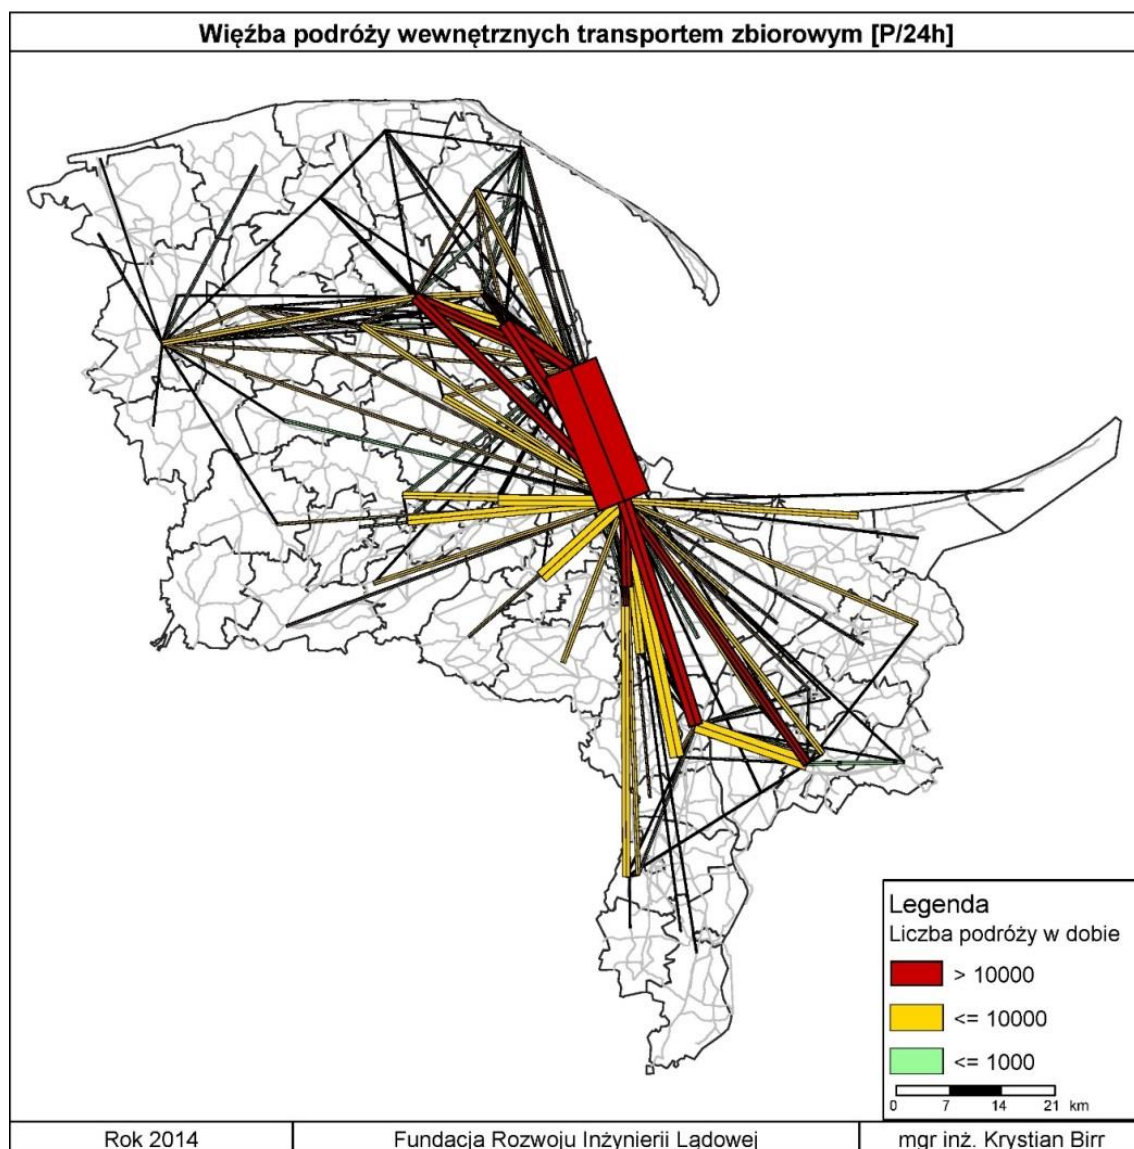 Więźba podróży wewnętrznych transportem zbiorowym [P/24h]
Legenda
Liczba podróży w dobie
> 10000
<= 10000
<= 1000
0 7 14 21 km
Rok 2014 Fundacja Rozwoju Inżynierii Lądowej mgr inż. Krystian Birr